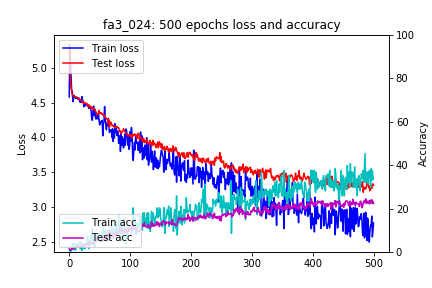 fa3_024: 500 epochs loss and accuracy
Train loss
Test loss
Train acc
Test acc
Loss
5.0
4.5
4.0
3.5
3.0
2.5
Accuracy
100
80
60
40
20
0
0 100 200 300 400 500